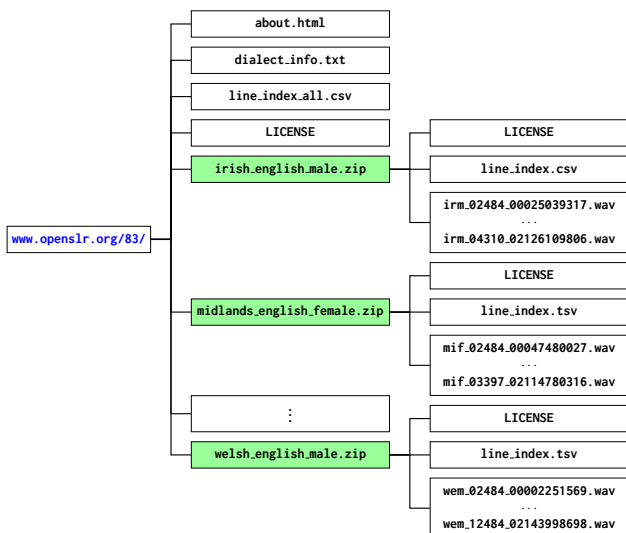 about.html
dialect_info.txt
line_index_all.csv
LICENSE
irish_english_male.zip
LICENSE
line_index.csv
irm_02484_00025039317.wav
...
irm_04310_02126109806.wav
www.openslr.org/83/
midlands_english_female.zip
LICENSE
line_index.tsv
mif_02484_00047480027.wav
...
mif_03397_02114780316.wav
⋮
welsh_english_male.zip
LICENSE
line_index.tsv
wem_02484_00002251569.wav
...
wem_12484_02143998698.wav